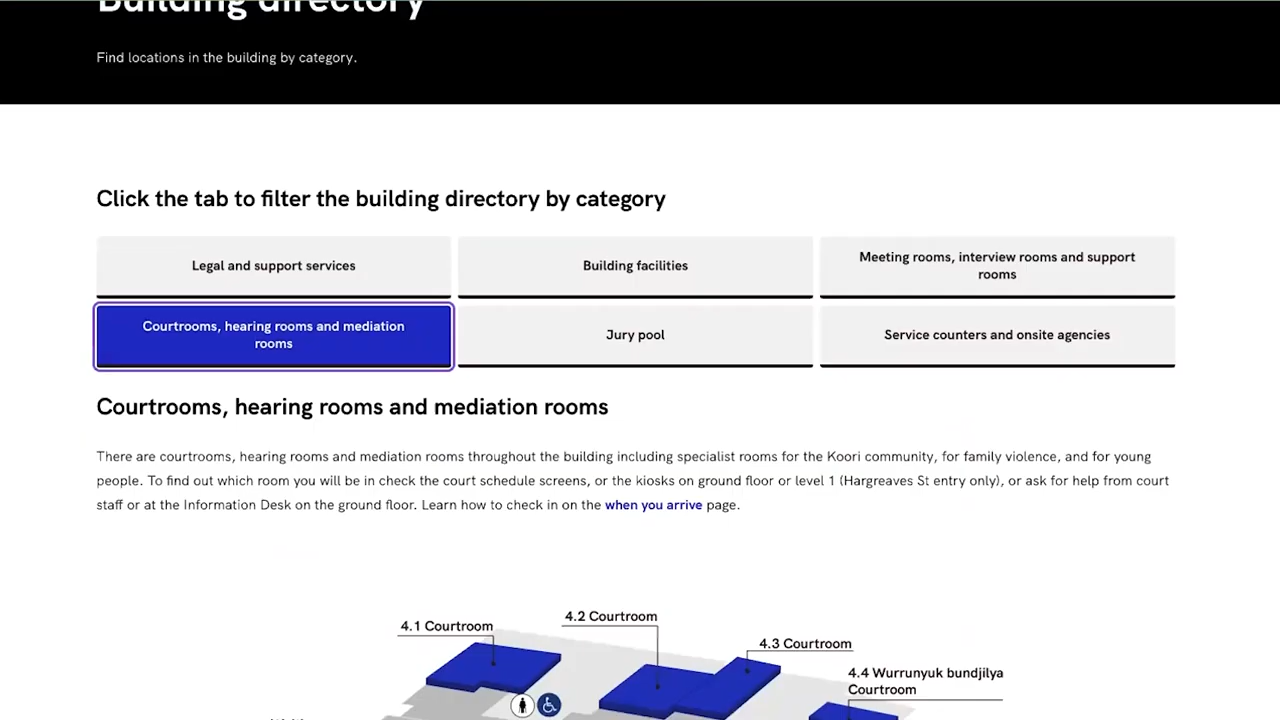 Building directory
Find locations in the building by category.
Click the tab to filter the building directory by category
Legal and support services
Building facilities
Meeting rooms, interview rooms and support
rooms
Courtrooms, hearing rooms and mediation
rooms
Jury pool
Service counters and onsite agencies
Courtrooms, hearing rooms and mediation rooms
There are courtrooms, hearing rooms and mediation rooms throughout the building including specialist rooms for the Koori community, for family violence, and for young
people. To find out which room you will be in check the court schedule screens, or the kiosks on ground floor or level 1 (Hargreaves St entry only), or ask for help from court
staff or at the Information Desk on the ground floor. Learn how to check in on the when you arrive page.
4.1 Courtroom
4.2 Courtroom
4.3 Courtroom
4.4 Wurrunyuk bundjilya
Courtroom